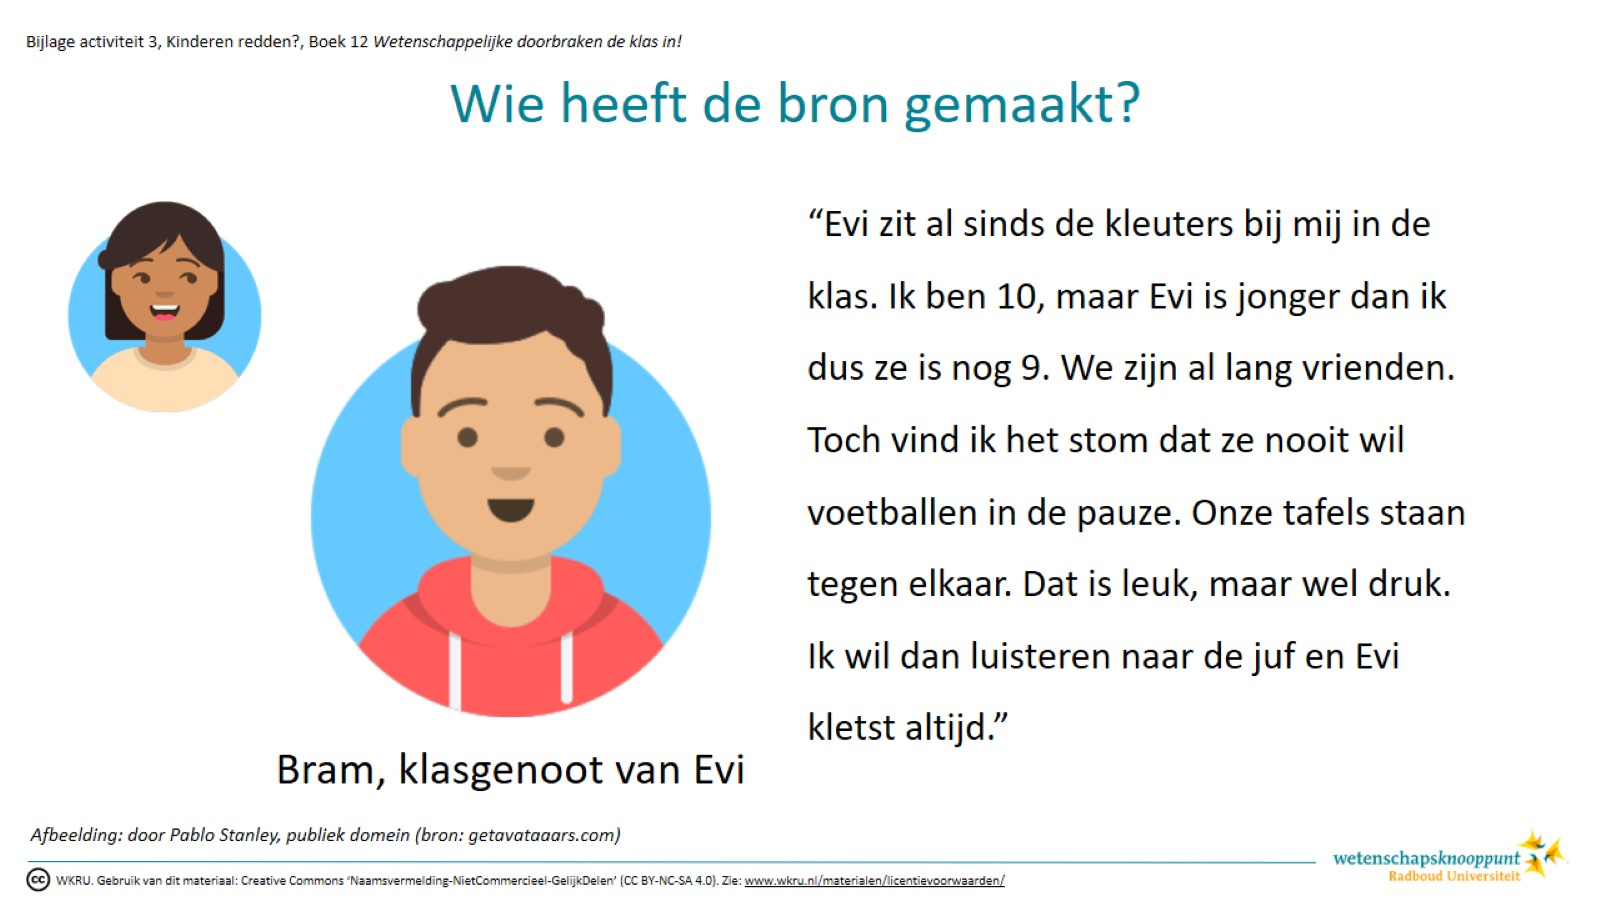 Bijlage activiteit 3, Kinderen redden?, Boek 12 Wetenschappelijke doorbraken de klas in!
Wie heeft de bron gemaakt?
“Evi zit al sinds de kleuters bij mij in de
klas. Ik ben 10, maar Evi is jonger dan ik
dus ze is nog 9. We zijn al lang vrienden.
Toch vind ik het stom dat ze nooit wil
voetballen in de pauze. Onze tafels staan
tegen elkaar. Dat is leuk, maar wel druk.
Ik wil dan luisteren naar de juf en Evi
kletst altijd.”
Bram, klasgenoot van Evi
Afbeelding: door Pablo Stanley, publiek domein (bron: getavataaars.com)
wetenschapsknooppunt
Radboud Universiteit
cc WKRU. Gebruik van dit materiaal: Creative Commons ‘Naamsvermelding-NietCommercieel-GelijkDelen’ (CC BY-NC-SA 4.0). Zie: www.wkru.nl/materialen/licentievoorwaarden/